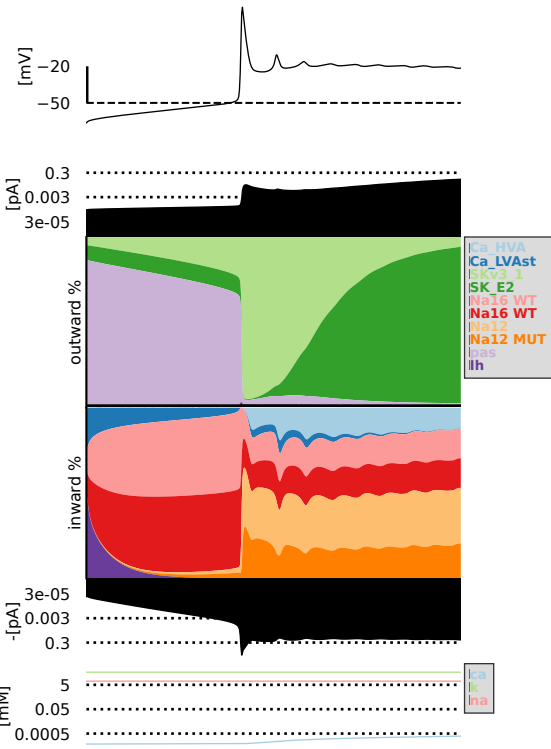 [mV]
−20
−50
[pA]
0.3
0.003
3e-05
outward %
Ca_HVA
Ca_LVAst
SKv3_1
SK_E2
Na16 WT
Na16 WT
Na12
Na12 MUT
pas
Ih
inward %
-[pA]
3e-05
0.003
0.3
[mM]
5
0.05
0.0005
ca
k
na